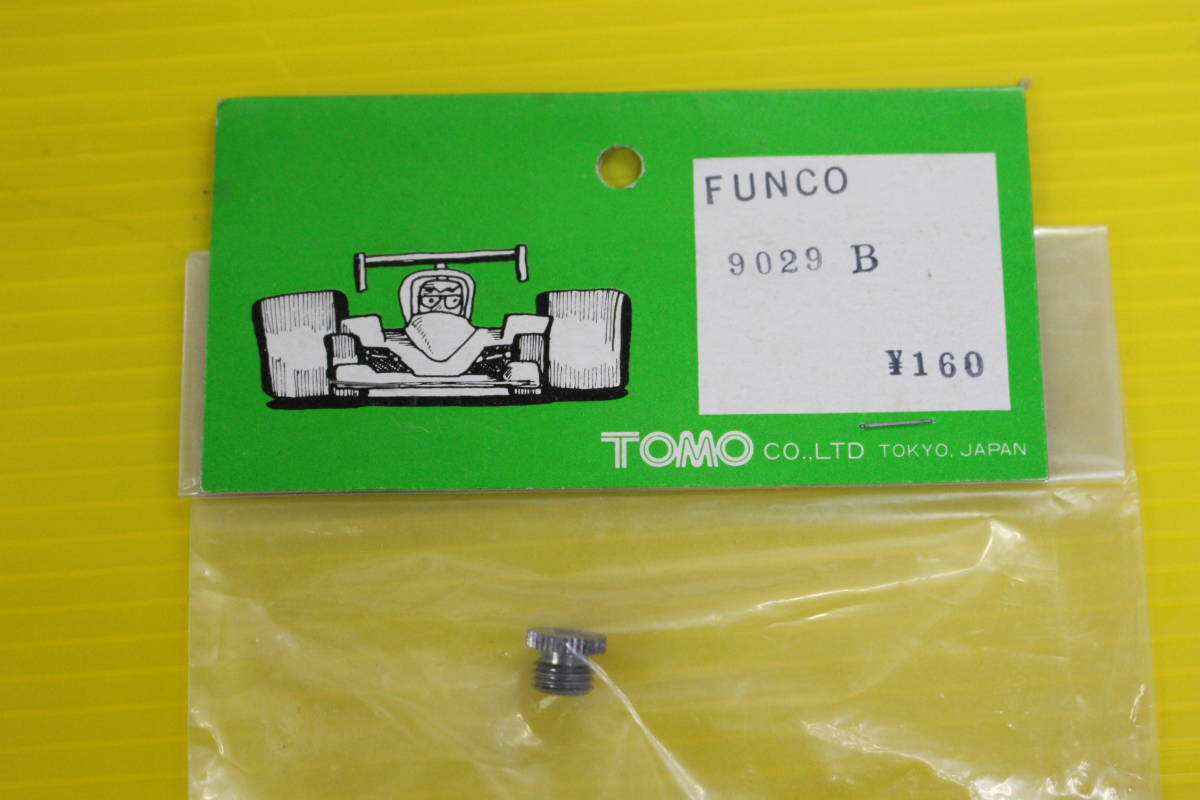 FUNCO
9029 B
¥160
TOMO CO.,LTD TOKYO, JAPAN